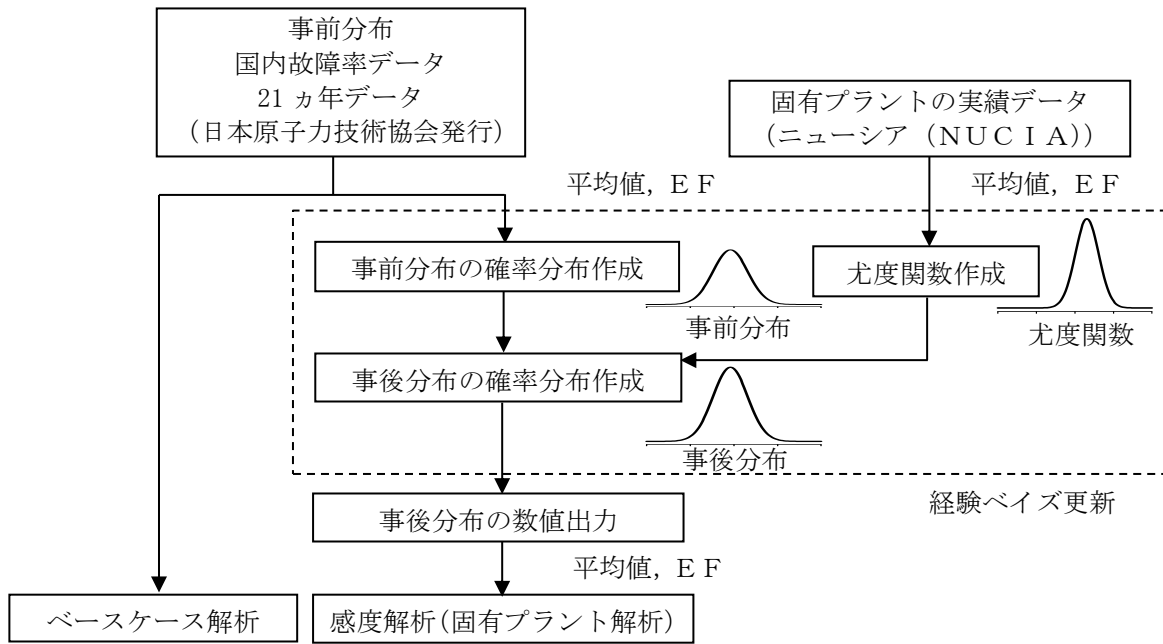 事前分布
国内故障率データ
21 ヵ年データ
（日本原子力技術協会発行）
固有プラントの実績データ
（ニューシア（ＮＵＣＩＡ））
平均値，ＥＦ
平均値，ＥＦ
事前分布の確率分布作成
事前分布
尤度関数作成
尤度関数
事後分布の確率分布作成
事後分布
経験ベイズ更新
事後分布の数値出力
平均値，ＥＦ
ベースケース解析
感度解析（固有プラント解析）